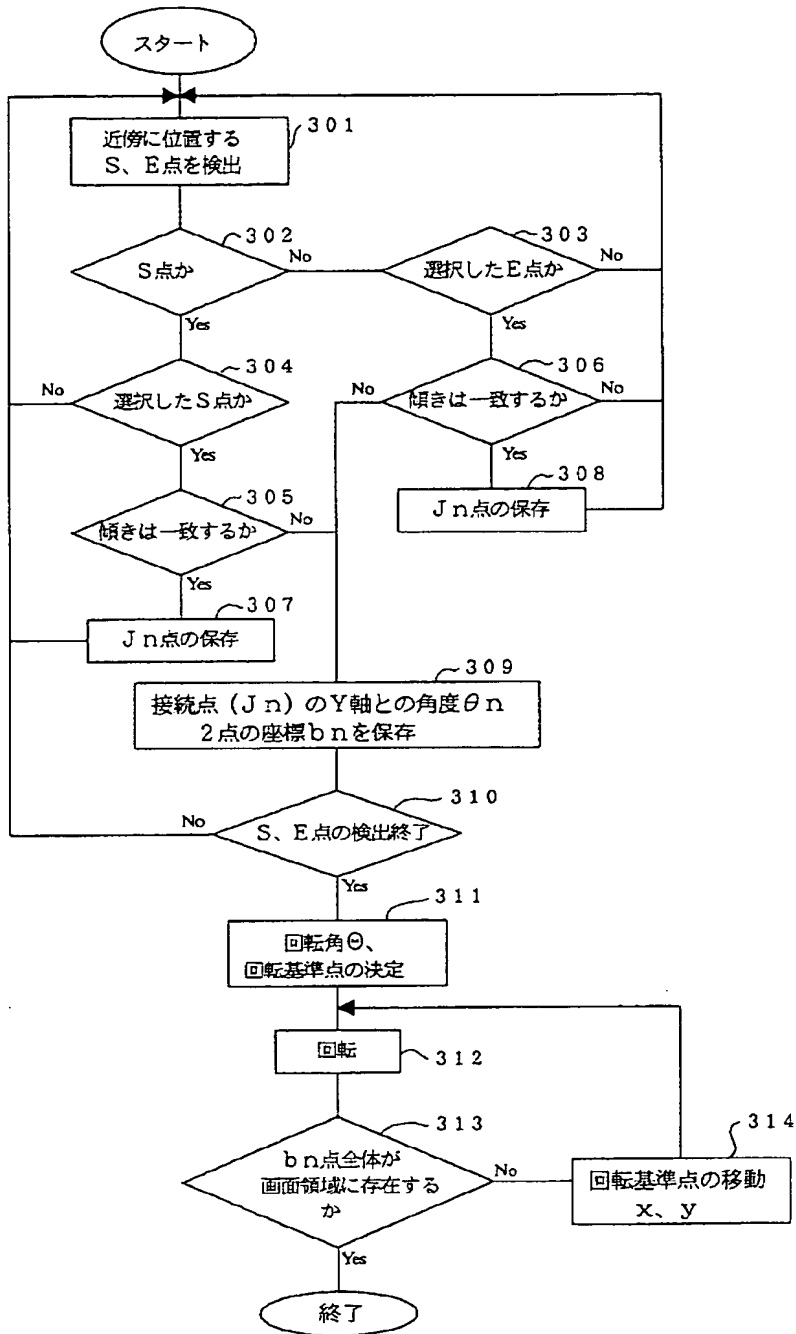 スタート
近傍に位置する
S、E点を検出
301
302
S点か
No
Yes
303
選択したE点か
No
Yes
304
No
選択したS点か
Yes
306
No
傾きは一致するか
No
Yes
305
傾きは一致するか
No
Yes
308
Jn点の保存
307
Jn点の保存
309
接続点(Jn)のY軸との角度θn
2点の座標bnを保存
310
No
S、E点の検出終了
Yes
311
回転角Θ、
回転基準点の決定
回転
312
313
bn点全体が
画面領域に存在する
か
No
Yes
314
回転基準点の移動
x、y
終了